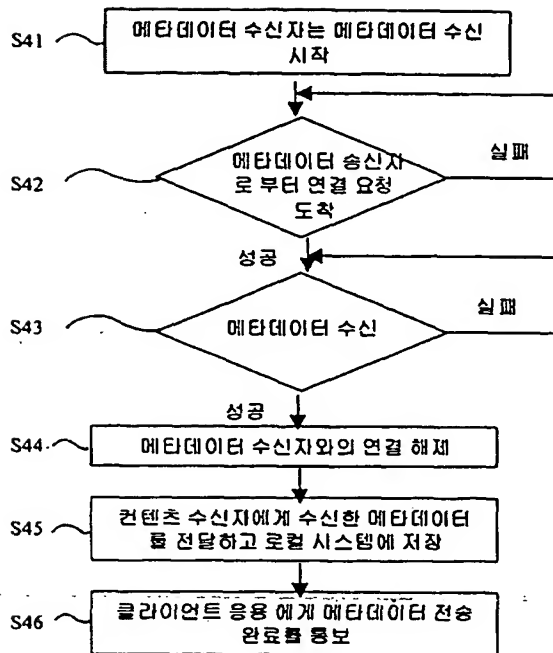 S41
메타데이터 수신자는 메타데이터 수신
시작
S42
메타데이터 송신자
로 부터 연결 요청
도착
실패
성공
S43
메타데이터 수신
실패
성공
S44
메타데이터 수신자와의 연결 해제
S45
컨텐츠 수신자에게 수신한 메타데이터
를 전달하고 로컬 시스템에 저장
S46
클라이언트 응용 에게 메타데이터 전송
완료를 통보